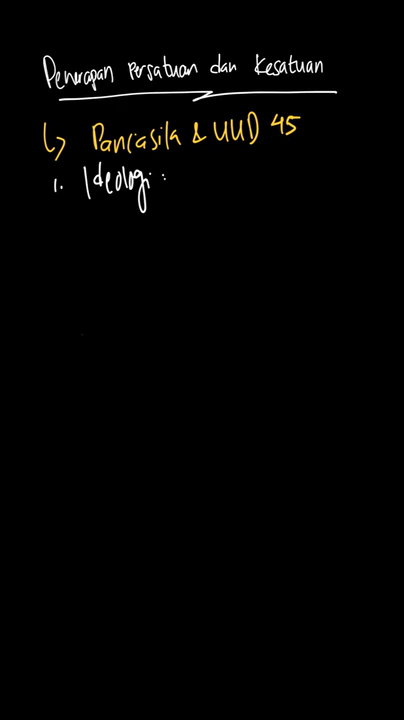 Penerapan Persatuan dan Kesatuan
↳ Pancasila & UUD 45
1. Ideologi :